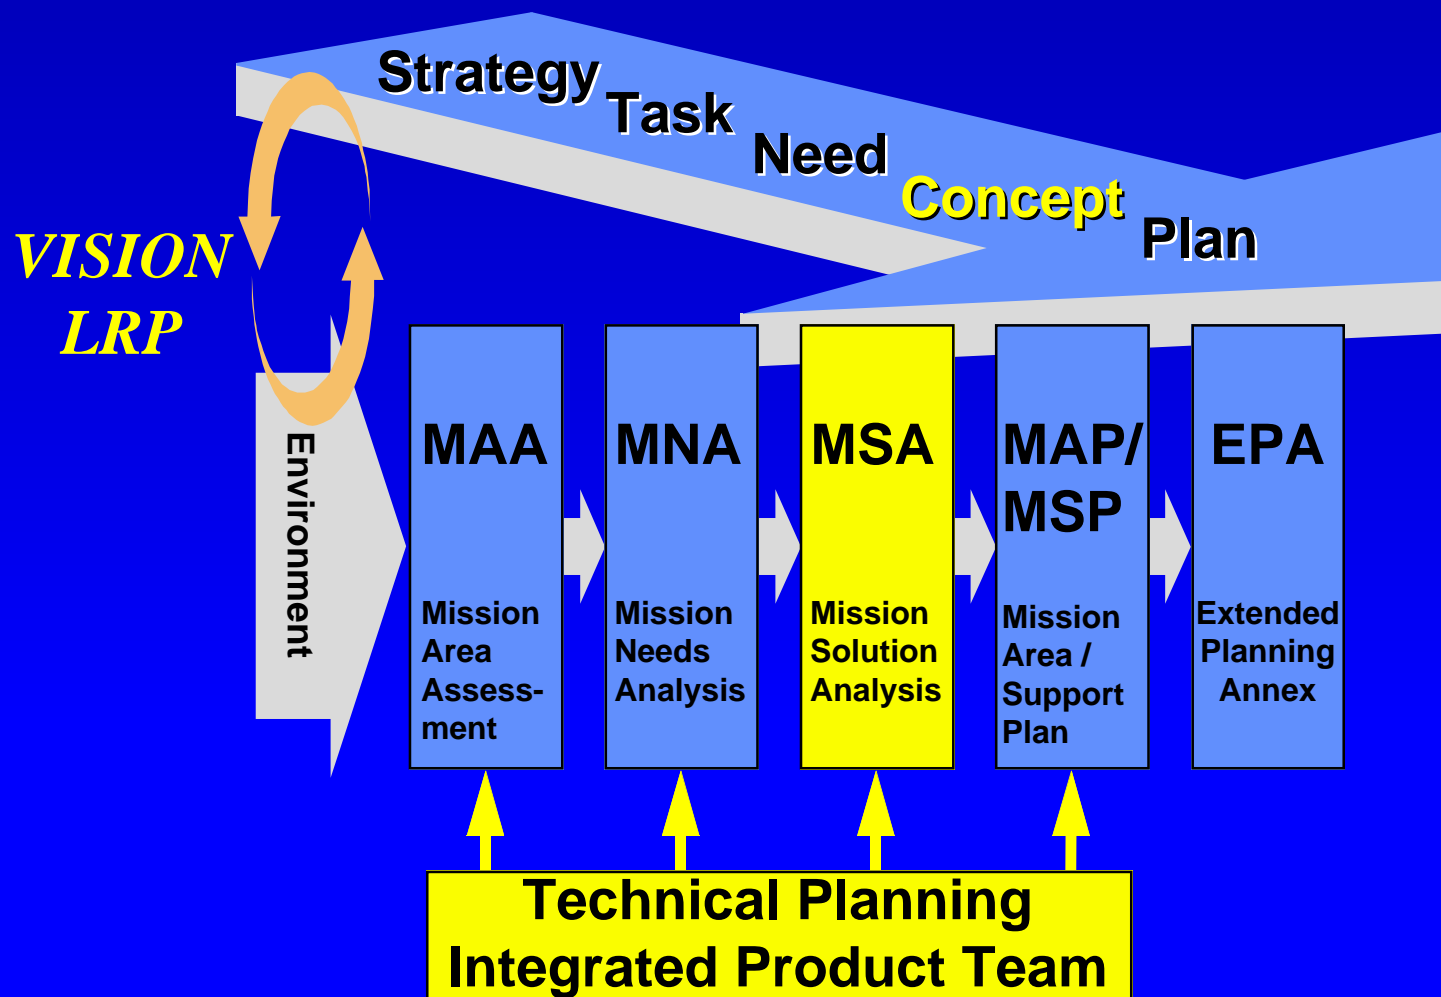 Strategy
Task
Need
Concept
Plan
VISION
LRP
Environment
MAA
Mission
Area
Assess-
ment
MNA
Mission
Needs
Analysis
MSA
Mission
Solution
Analysis
MAP/
MSP
Mission
Area /
Support
Plan
EPA
Extended
Planning
Annex
Technical Planning
Integrated Product Team